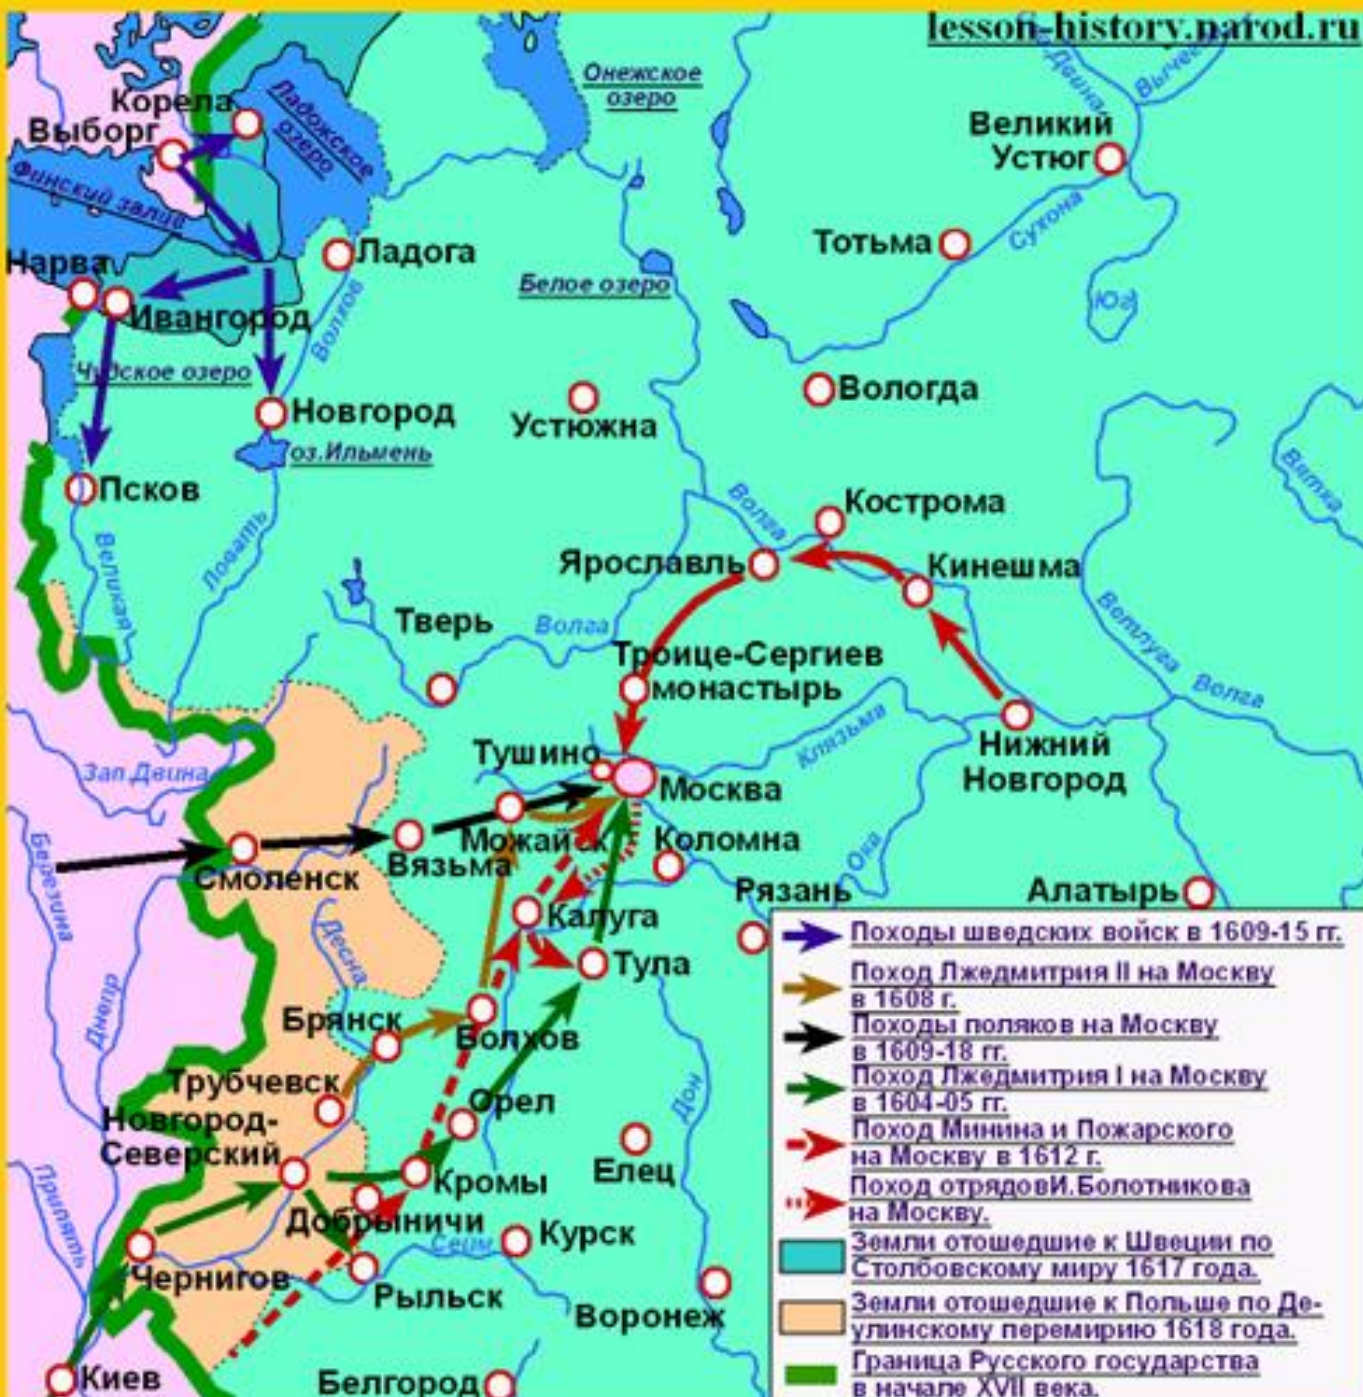 lesson-history.narod.ru
Онежское
озеро
Ладожское
озеро
Корела
Выборг
Финский залив
Вычег
Великий
Устюг
Сухона
Тотьма
Юг
Ладога
Нарва
Ивангород
Волхов
Белое озеро
Чудское озеро
Новгород
оз.Ильмень
Устюжна
Вологда
Псков
Великая
Ловать
Волга
Кострома
Вятка
Ярославль
Кинешма
Ветлуга
Волга
Тверь
Волга
Троице-Сергиев
монастырь
Клязьма
Нижний
Новгород
Зап.Двина
Тушино
Москва
Можайск
Коломна
Вязьма
Смоленск
Березина
Ока
Рязань
Алатырь
Калуга
Тула
Десна
Днепр
Брянск
Болхов
Трубчевск
Орел
Дон
Новгород-
Северский
Кромы
Елец
Добрыничи
Припять
Сейм
Курск
Чернигов
Рыльск
Воронеж
Киев
Белгород
Походы шведских войск в 1609-15 гг.
Поход Лжедмитрия II на Москву
в 1608 г.
Походы поляков на Москву
в 1609-18 гг.
Поход Лжедмитрия I на Москву
в 1604-05 гг.
Поход Минина и Пожарского
на Москву в 1612 г.
Поход отрядовИ.Болотникова
на Москву.
Земли отошедшие к Швеции по
Столбовскому миру 1617 года.
Земли отошедшие к Польше по Де-
улинскому перемирию 1618 года.
Граница Русского государства
в начале XVII века.